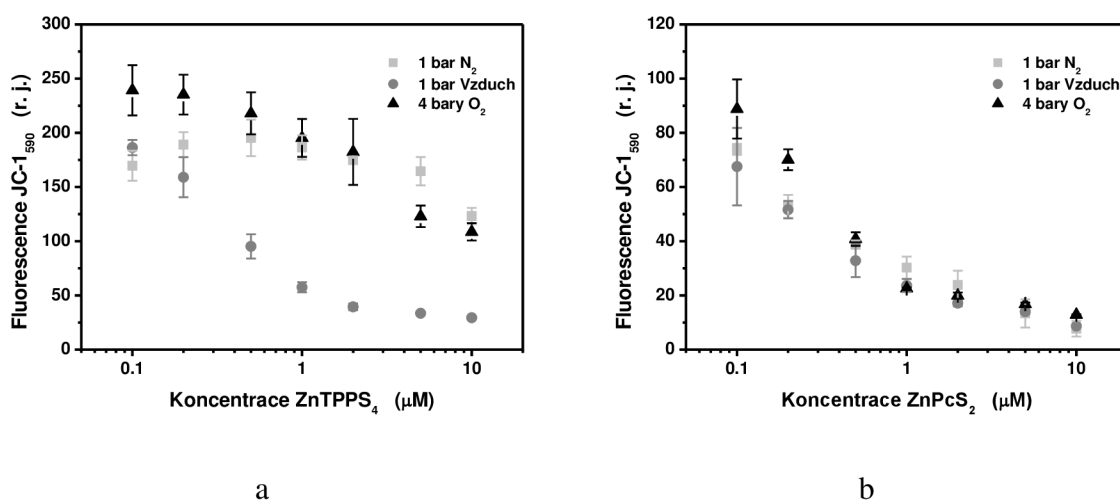 300
250
200
150
100
50
0
Fluorescence JC-1₅₉₀ (r. j.)
1 bar N₂
1 bar Vzduch
4 bary O₂
0.1 1 10
Koncentrace ZnTPPS₄ (μM)
a
120
100
80
60
40
20
0
Fluorescence JC-1₅₉₀ (r. j.)
1 bar N₂
1 bar Vzduch
4 bary O₂
0.1 1 10
Koncentrace ZnPcS₂ (μM)
b